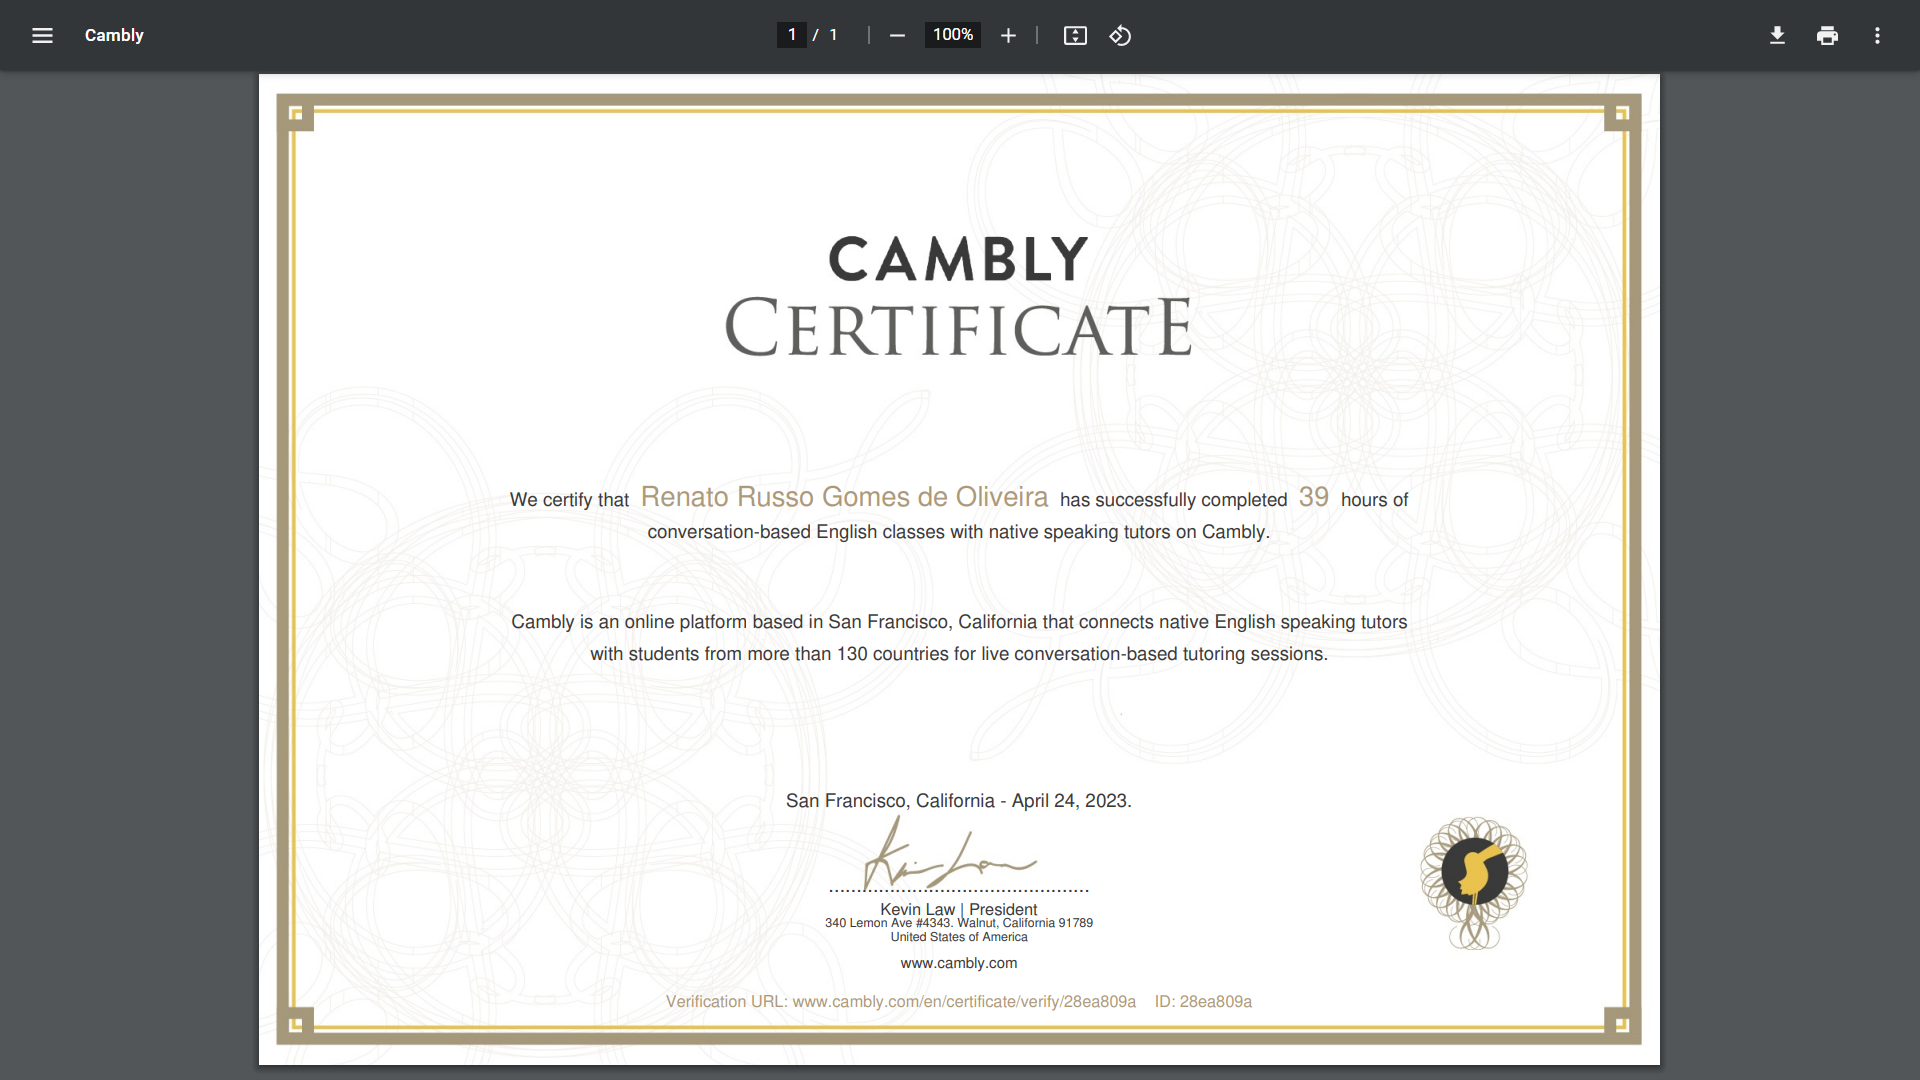 Cambly
1 / 1
100%
CAMBLY
CERTIFICATE
We certify that Renato Russo Gomes de Oliveira has successfully completed 39 hours of
conversation-based English classes with native speaking tutors on Cambly.
Cambly is an online platform based in San Francisco, California that connects native English speaking tutors
with students from more than 130 countries for live conversation-based tutoring sessions.
San Francisco, California - April 24, 2023.
Kevin Law
Kevin Law | President
340 Lemon Ave #4343. Walnut, California 91789
United States of America
www.cambly.com
Verification URL: www.cambly.com/en/certificate/verify/28ea809a ID: 28ea809a